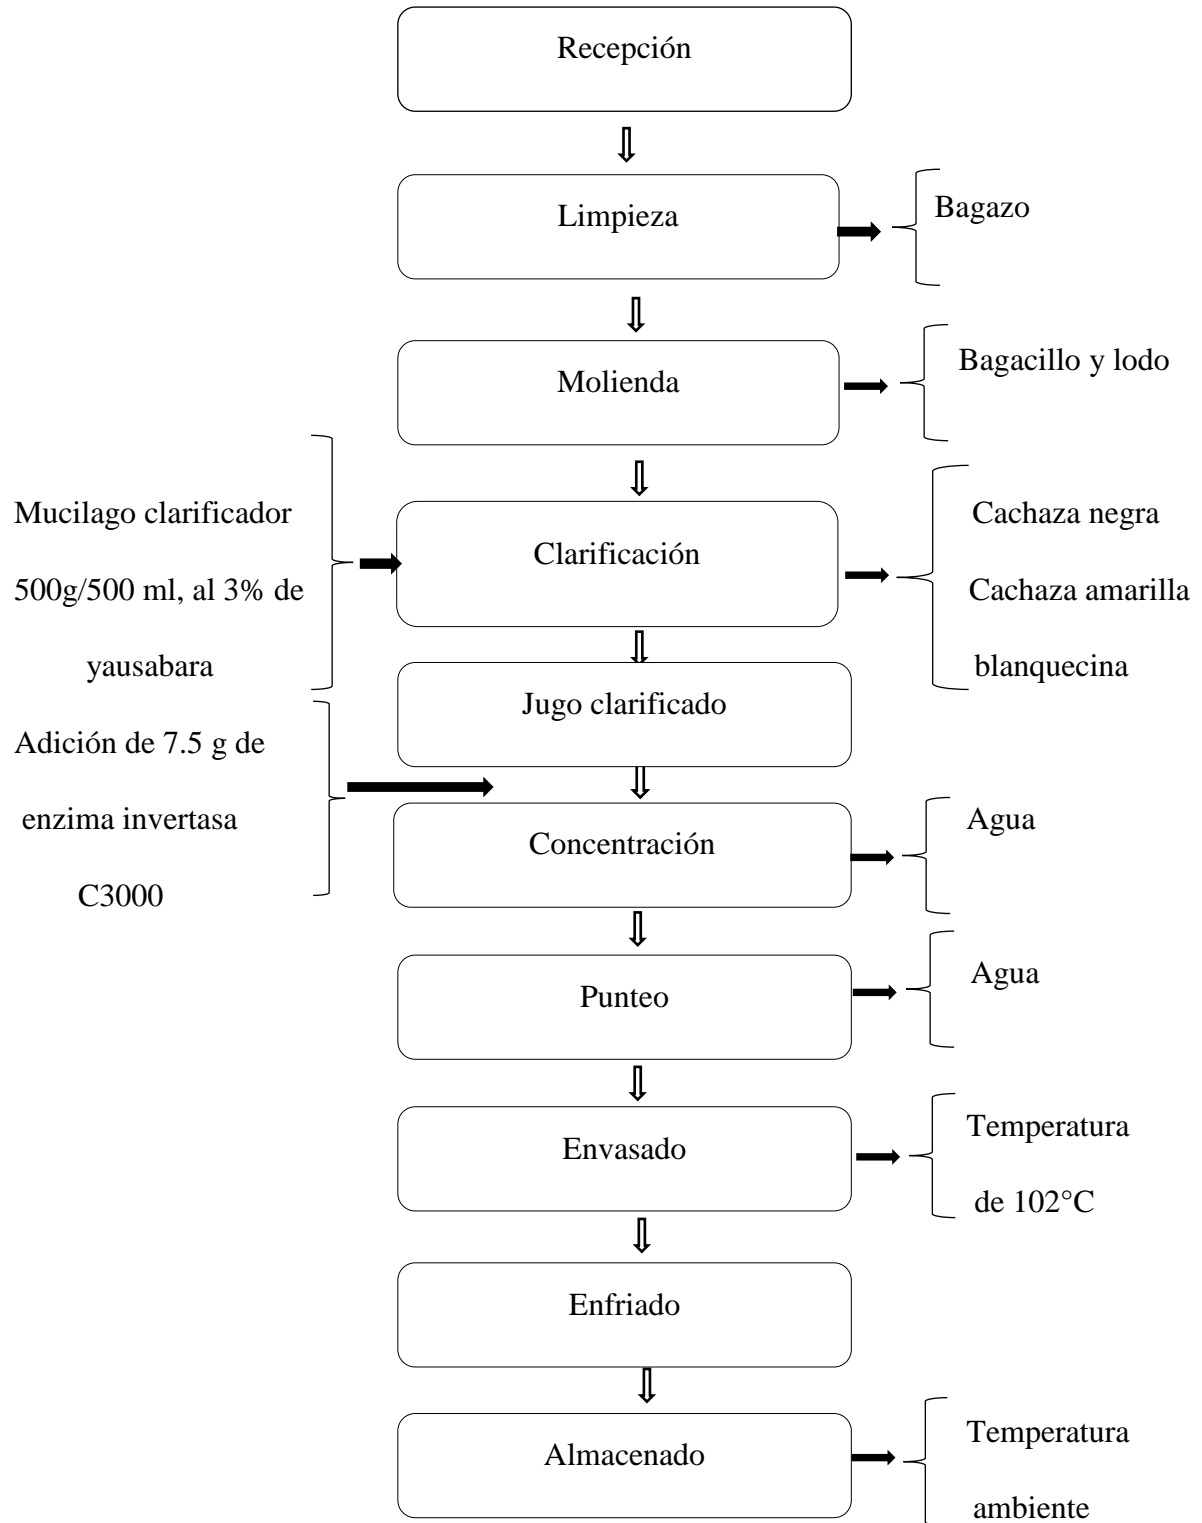 Recepción
Limpieza
Bagazo
Molienda
Bagacillo y lodo
Mucilago clarificador
500g/500 ml, al 3% de
yausabara
Clarificación
Cachaza negra
Cachaza amarilla
blanquecina
Jugo clarificado
Adición de 7.5 g de
enzima invertasa
C3000
Concentración
Agua
Punteo
Agua
Envasado
Temperatura
de 102°C
Enfriado
Almacenado
Temperatura
ambiente